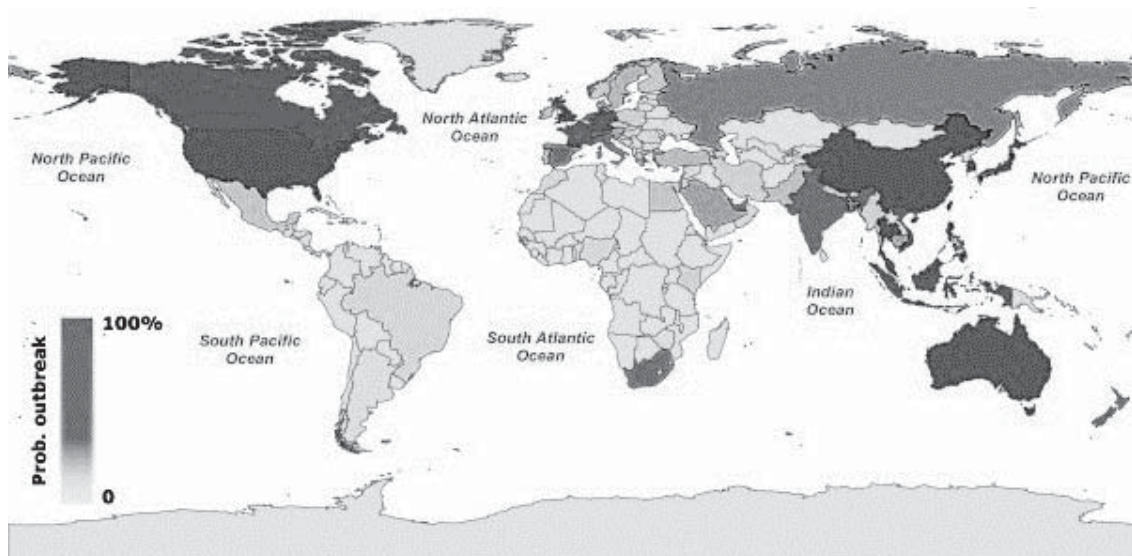 North Atlantic
Ocean
North Pacific
Ocean
North Pacific
Ocean
Indian
Ocean
100%
South Pacific
Ocean
South Atlantic
Ocean
Prob. outbreak
0